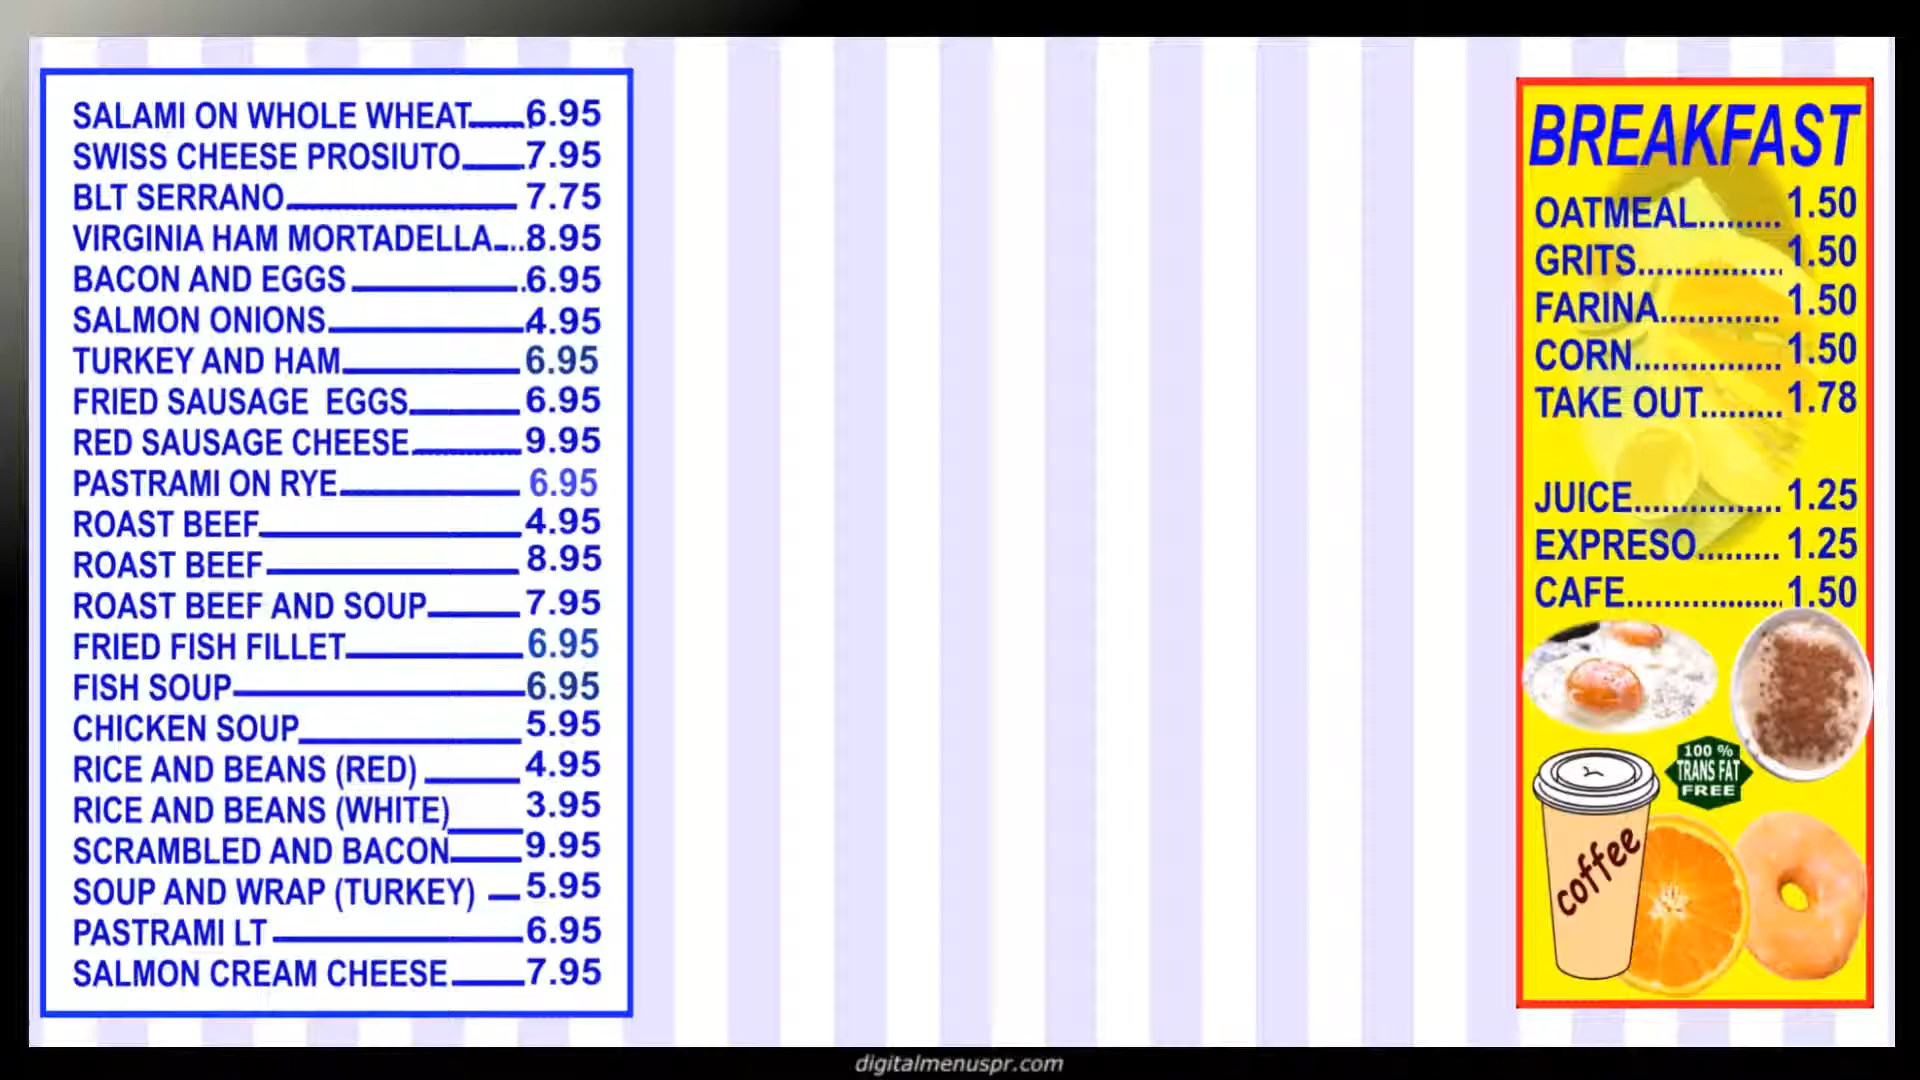 SALAMI ON WHOLE WHEAT 6.95
SWISS CHEESE PROSIUTO 7.95
BLT SERRANO 7.75
VIRGINIA HAM MORTADELLA 8.95
BACON AND EGGS 6.95
SALMON ONIONS 4.95
TURKEY AND HAM 6.95
FRIED SAUSAGE EGGS 6.95
RED SAUSAGE CHEESE 9.95
PASTRAMI ON RYE 6.95
ROAST BEEF 4.95
ROAST BEEF 8.95
ROAST BEEF AND SOUP 7.95
FRIED FISH FILLET 6.95
FISH SOUP 6.95
CHICKEN SOUP 5.95
RICE AND BEANS (RED) 4.95
RICE AND BEANS (WHITE) 3.95
SCRAMBLED AND BACON 9.95
SOUP AND WRAP (TURKEY) 5.95
PASTRAMI LT 6.95
SALMON CREAM CHEESE 7.95
BREAKFAST
OATMEAL......... 1.50
GRITS................ 1.50
FARINA............. 1.50
CORN................ 1.50
TAKE OUT......... 1.78
JUICE................ 1.25
EXPRESO......... 1.25
CAFE................. 1.50
100 %
TRANS FAT
FREE
coffee
digitalmenuspr.com